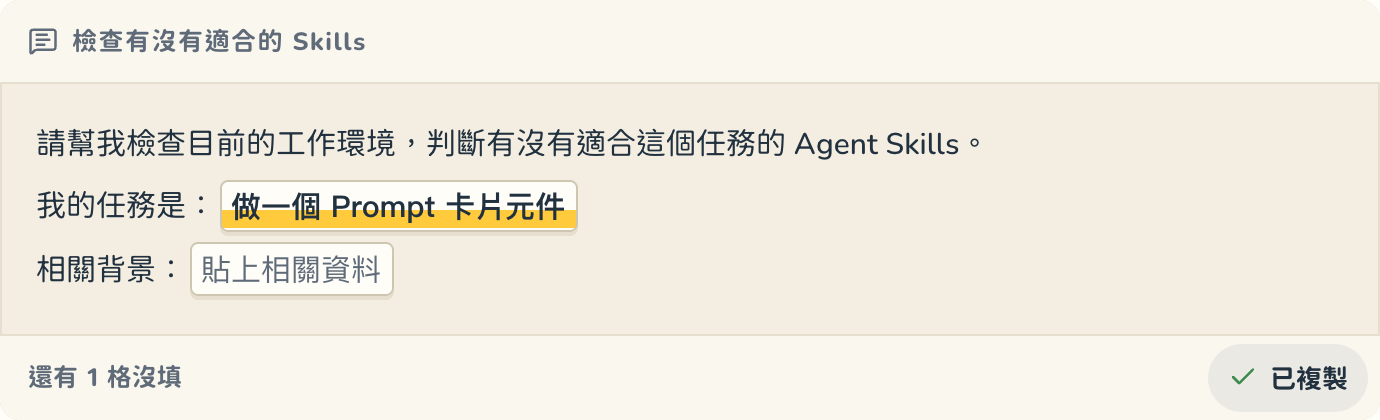 檢查有沒有適合的 Skills
請幫我檢查目前的工作環境，判斷有沒有適合這個任務的 Agent Skills。
我的任務是：做一個 Prompt 卡片元件
相關背景：貼上相關資料
還有 1 格沒填
已複製